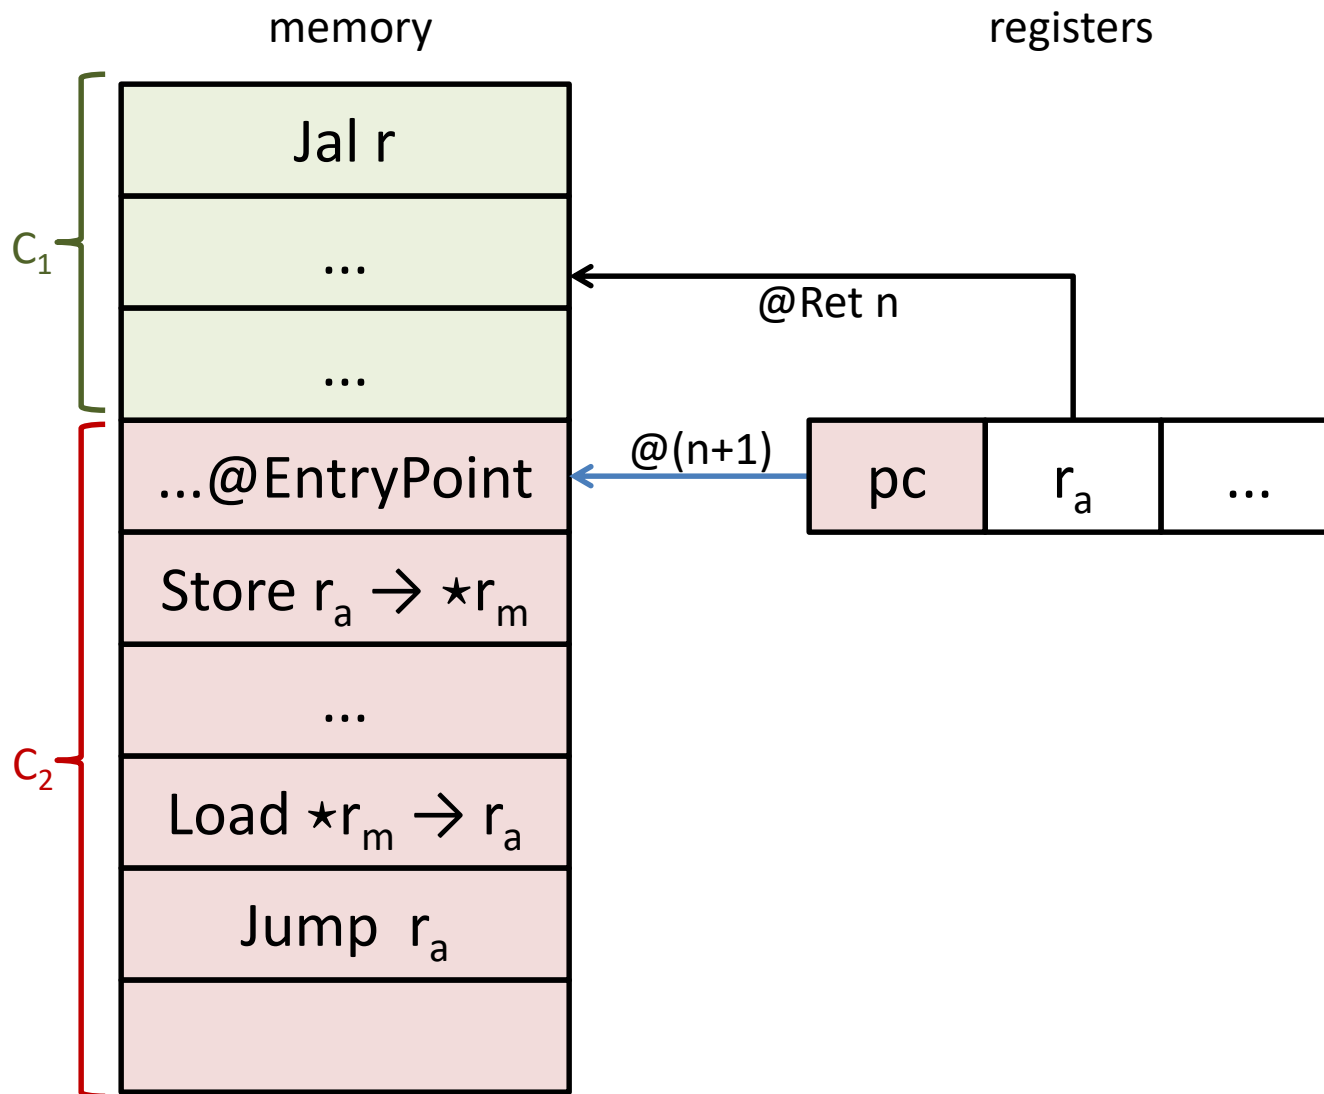 memory
registers
Jal r
C₁
...
@Ret n
...
@(n+1)
...@EntryPoint
pc
rₐ
...
Store rₐ → ⋆rₘ
...
C₂
Load ⋆rₘ → rₐ
Jump rₐ